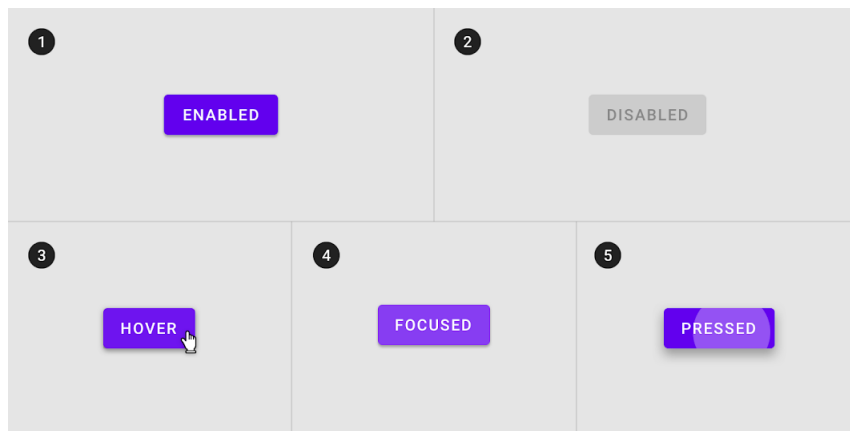 1
2
ENABLED
DISABLED
3
4
5
HOVER
FOCUSED
PRESSED